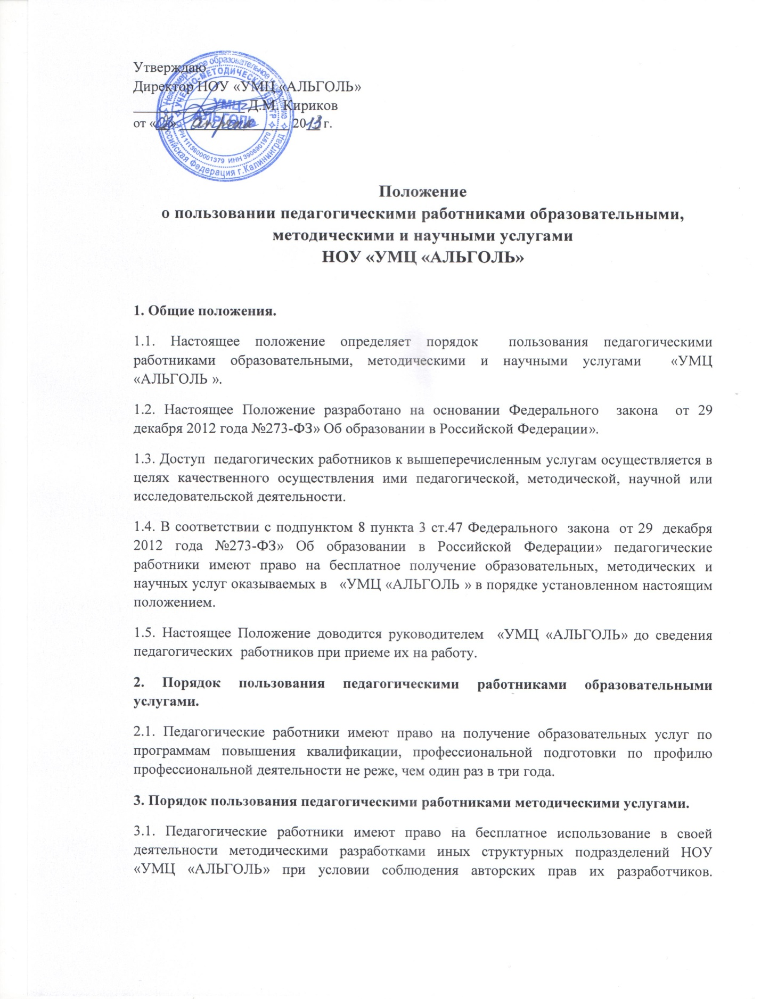 Утверждаю
Директор НОУ «УМЦ «АЛЬГОЛЬ»
Д.М. Кириков
от « » апреля 2013 г.
Некоммерческое образовательное учреждение
Российская Федерация г.Калининград
УЧЕБНО-МЕТОДИЧЕСКИЙ ЦЕНТР
ОГРН 1113900001379 ИНН 3906901970
УМЦ
АЛЬГОЛЬ
Положение
о пользовании педагогическими работниками образовательными,
методическими и научными услугами
НОУ «УМЦ «АЛЬГОЛЬ»
1. Общие положения.
1.1. Настоящее положение определяет порядок пользования педагогическими
работниками образовательными, методическими и научными услугами «УМЦ
«АЛЬГОЛЬ ».
1.2. Настоящее Положение разработано на основании Федерального закона от 29
декабря 2012 года №273-ФЗ» Об образовании в Российской Федерации».
1.3. Доступ педагогических работников к вышеперечисленным услугам осуществляется в
целях качественного осуществления ими педагогической, методической, научной или
исследовательской деятельности.
1.4. В соответствии с подпунктом 8 пункта 3 ст.47 Федерального закона от 29 декабря
2012 года №273-ФЗ» Об образовании в Российской Федерации» педагогические
работники имеют право на бесплатное получение образовательных, методических и
научных услуг оказываемых в «УМЦ «АЛЬГОЛЬ » в порядке установленном настоящим
положением.
1.5. Настоящее Положение доводится руководителем «УМЦ «АЛЬГОЛЬ» до сведения
педагогических работников при приеме их на работу.
2. Порядок пользования педагогическими работниками образовательными
услугами.
2.1. Педагогические работники имеют право на получение образовательных услуг по
программам повышения квалификации, профессиональной подготовки по профилю
профессиональной деятельности не реже, чем один раз в три года.
3. Порядок пользования педагогическими работниками методическими услугами.
3.1. Педагогические работники имеют право на бесплатное использование в своей
деятельности методическими разработками иных структурных подразделений НОУ
«УМЦ «АЛЬГОЛЬ» при условии соблюдения авторских прав их разработчиков.